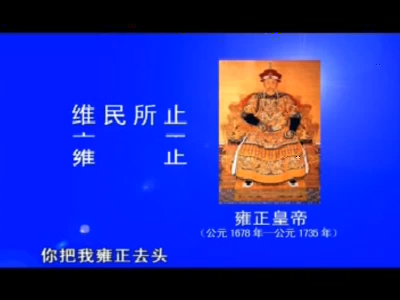 维民所止
雍 止
雍正皇帝
（公元1678年—公元1735年）
你把我雍正去头